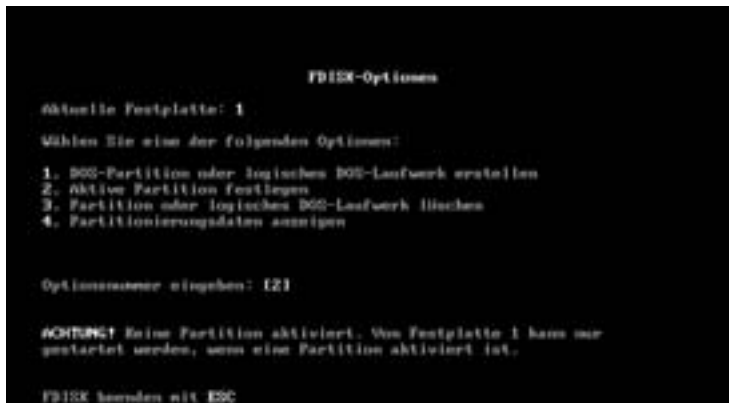 FDISK-Optionen
Aktuelle Festplatte: 1
Wählen Sie eine der folgenden Optionen:
1. DOS-Partition oder logisches DOS-Laufwerk erstellen
2. Aktive Partition festlegen
3. Partition oder logisches DOS-Laufwerk löschen
4. Partitionierungsdaten anzeigen
Optionsnummer eingeben: [2]
ACHTUNG! Keine Partition aktiviert. Von Festplatte 1 kann nur
gestartet werden, wenn eine Partition aktiviert ist.
FDISK beenden mit ESC